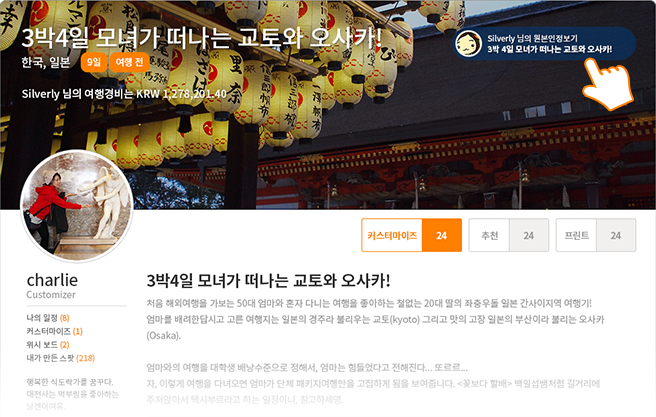 3박4일 모녀가 떠나는 교토와 오사카!
한국, 일본 9일 여행 전
Silverly 님의 여행경비는 KRW 1,278,201.40
Silverly 님의 원본인정보기
3박 4일 모녀가 떠나는 교토와 오사카!
커스터마이즈 24 추천 24 프린트 24
charlie
Customizer
나의 일정 (8)
커스터마이즈 (1)
위시 보드 (2)
내가 만든 스팟 (218)
행복한 식도락가를 꿈꾸다.
대전사는 먹부림을 좋아하는
닝겐이여유.
3박4일 모녀가 떠나는 교토와 오사카!
처음 해외여행을 가보는 50대 엄마와 혼자 다니는 여행을 좋아하는 철없는 20대 딸의 좌충우돌 일본 간사이지역 여행기!
엄마를 배려한답시고 고른 여행지는 일본의 경주라 불리우는 교토(kyoto) 그리고 맛의 고장 일본의 부산이라 불리는 오사카
(Osaka).
엄마와의 여행을 대학생 배낭수준으로 정해서, 엄마는 힘들었다고 전해진다... 또르르...
자, 이렇게 여행을 다녀오면 엄마가 단체 패키지여행만을 고집하게 됨을 보여줍니다. <꽃보다 할배> 백일섭쌤처럼 길거리에
주저앉아서 택시부르라고 하는 일정이니, 참고하세염.